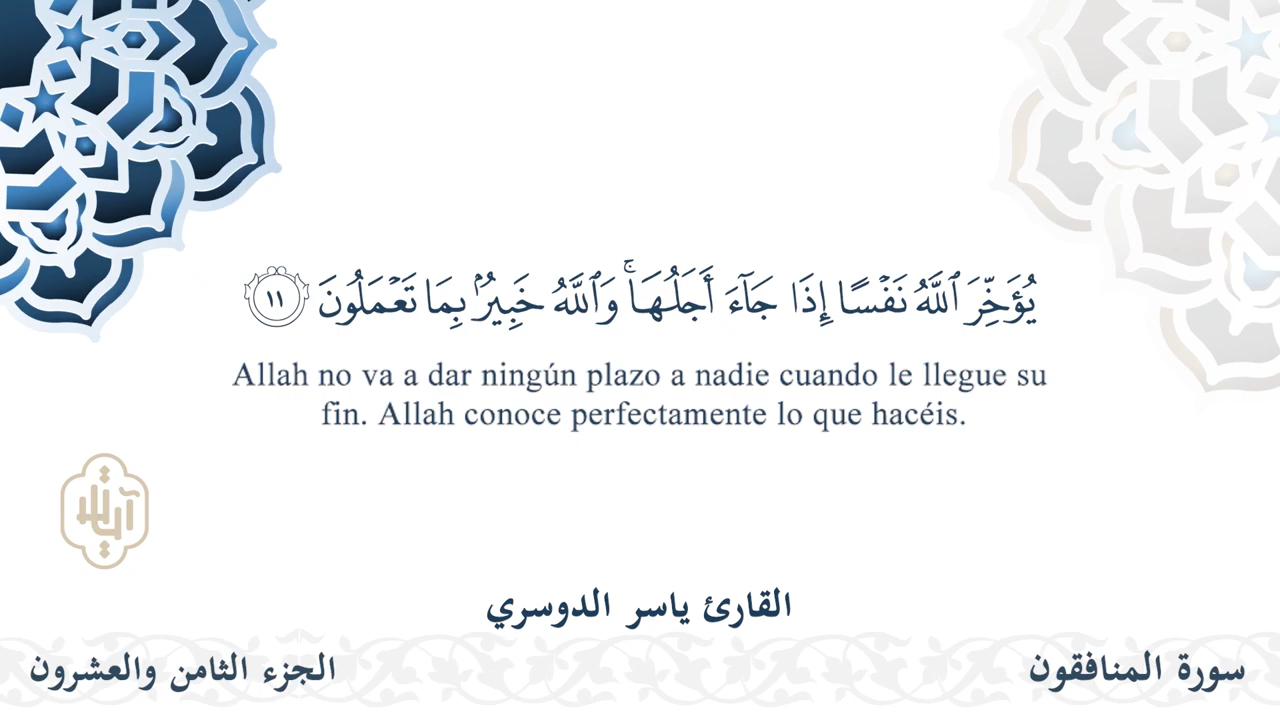 يُؤَخِّرَ ٱللَّهُ نَفْسًا إِذَا جَآءَ أَجَلُهَاۚ وَٱللَّهُ خَبِيرُۢ بِمَا تَعْمَلُونَ ١١
Allah no va a dar ningún plazo a nadie cuando le llegue su
fin. Allah conoce perfectamente lo que hacéis.
آيات
القارئ ياسر الدوسري
سورة المنافقون
الجزء الثامن والعشرون